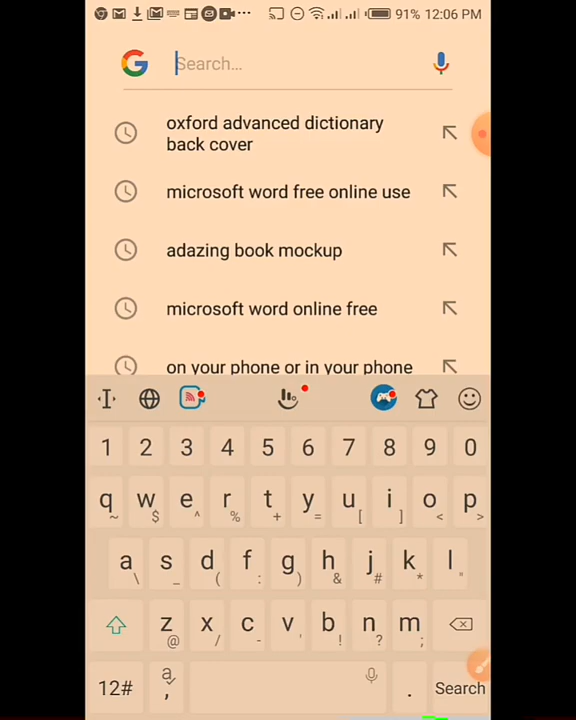 91% 12:06 PM
G Search...
oxford advanced dictionary
back cover
microsoft word free online use
adazing book mockup
microsoft word online free
on your phone or in your phone
1 2 3 4 5 6 7 8 9 0
q w e r t y u i o p
~ $ ^ % + = [ ] < >
a s d f g h j k l
\ _ ( : ) & # * "
z x c v b n m
@ / - ' ! ? ;
12# a , . Search